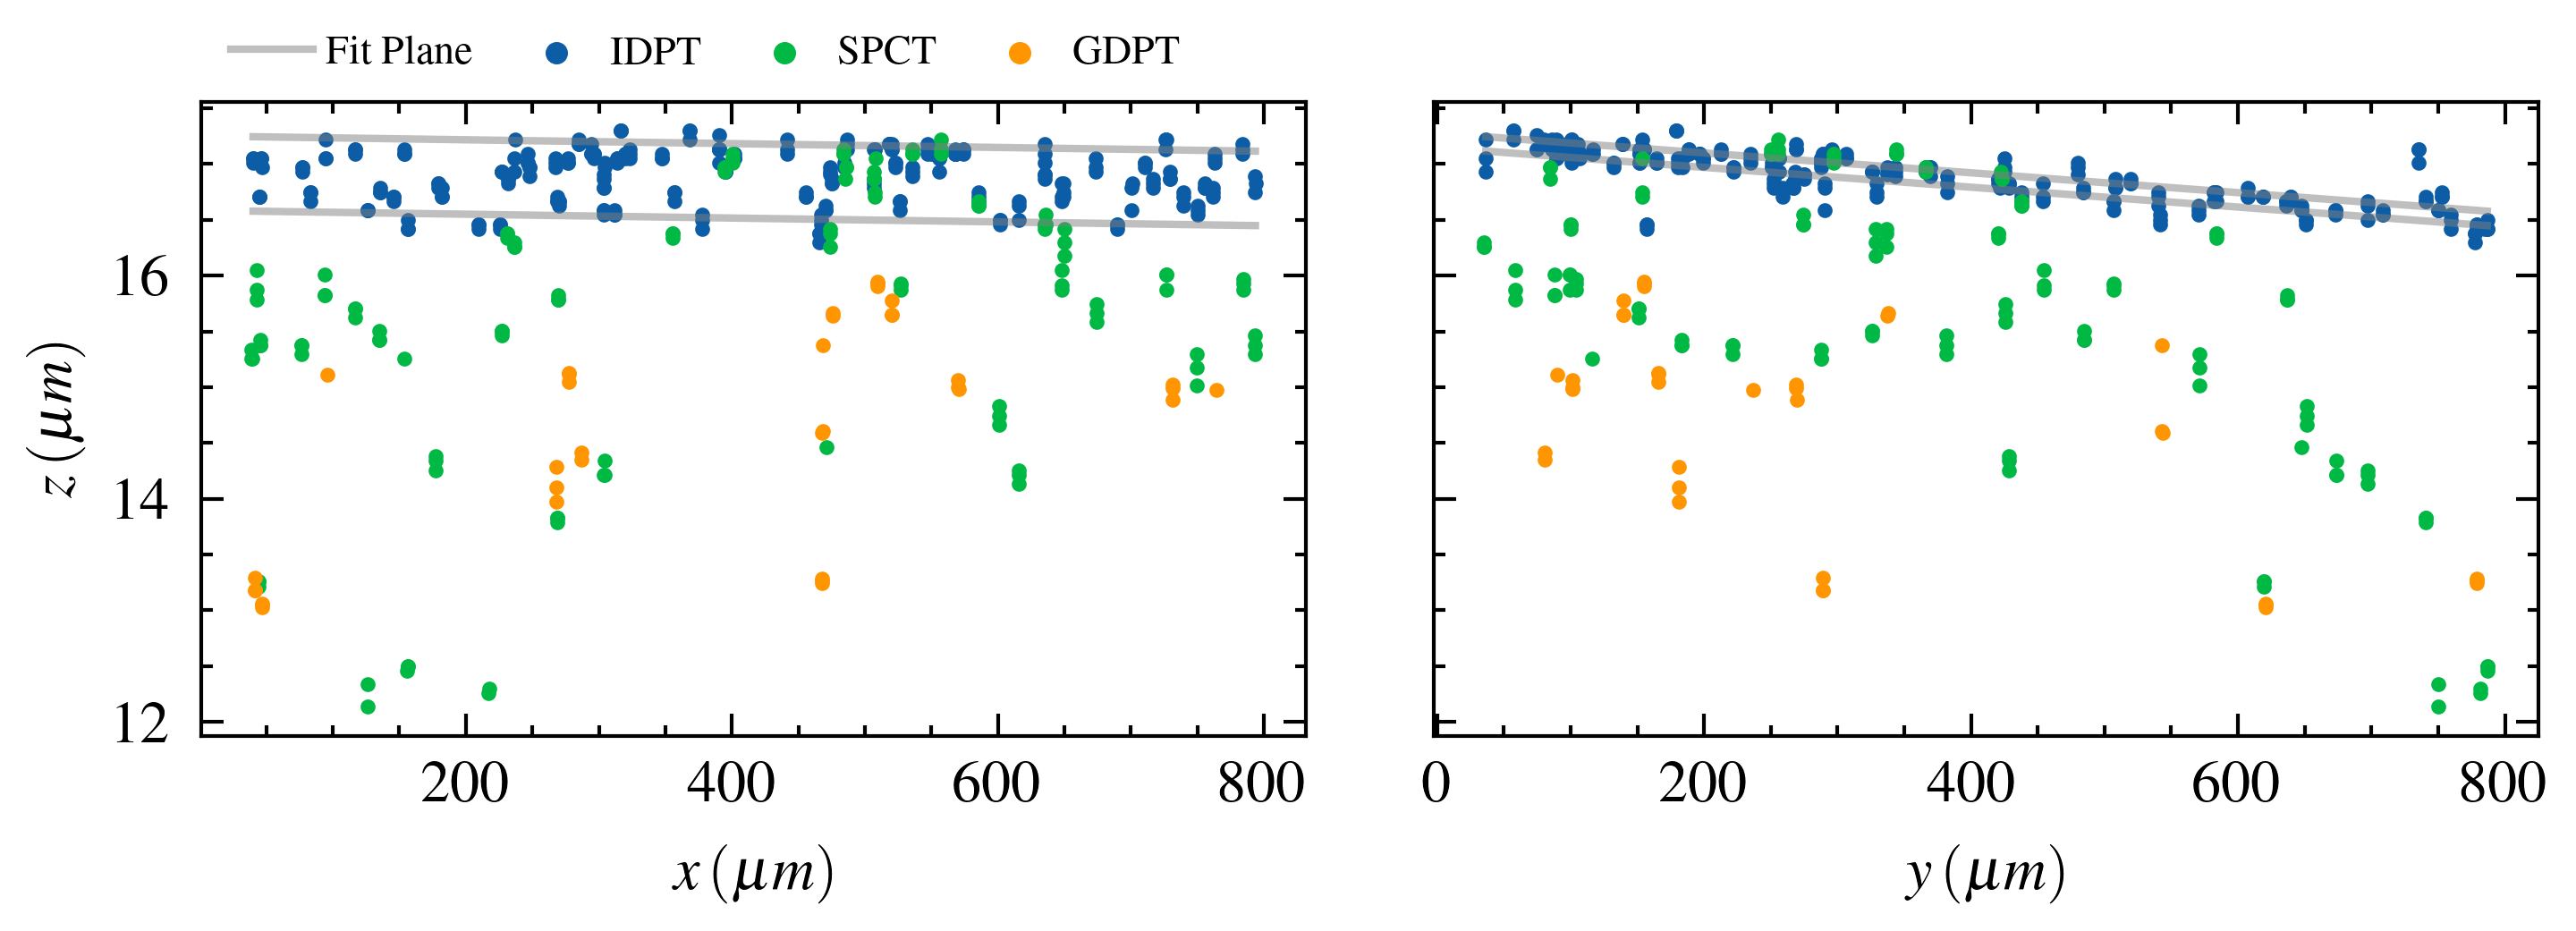 Fit Plane IDPT SPCT GDPT
z (μm)
16
14
12
200 400 600 800
x (μm)
0 200 400 600 800
y (μm)